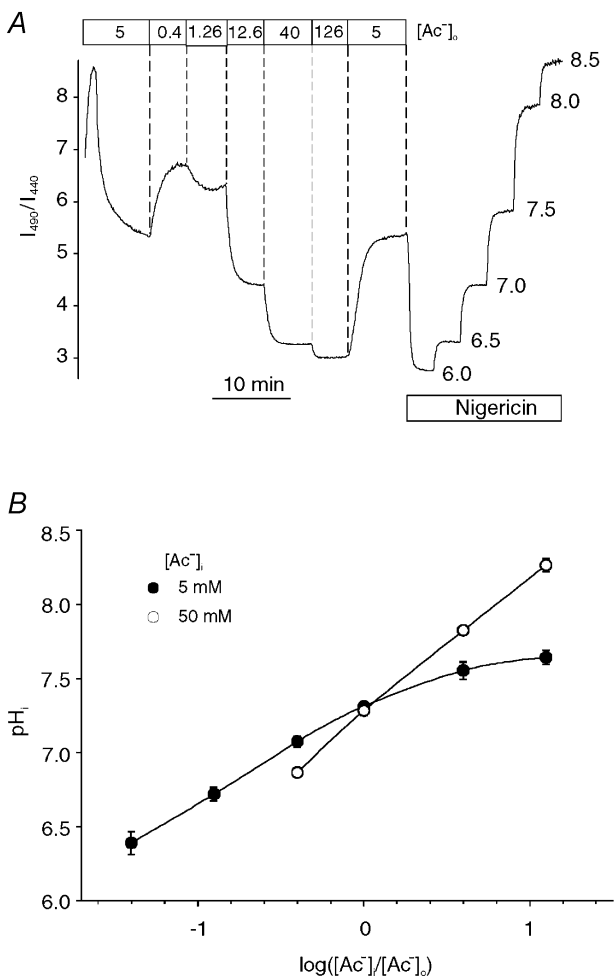 A
5 0.4 1.26 12.6 40 126 5 [Ac⁻]ₒ
8.5
8.0
8
7
7.5
6
I₄₉₀/I₄₄₀
5
7.0
4
6.5
3
6.0
10 min
Nigericin
B
8.5
[Ac⁻]ᵢ
5 mM
8.0
50 mM
7.5
pHᵢ
7.0
6.5
6.0
-1 0 1
log([Ac⁻]ᵢ/[Ac⁻]ₒ)